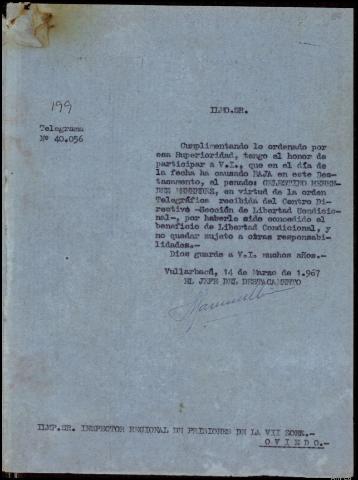 199
ILMO.SR.
Telegrama
Nº 40.056
Cumplimentando lo ordenado por
esa Superioridad, tengo el honor de
participar a V.I., que en el día de
la fecha ha causado BAJA en este Des-
tacamento, el penado: CELESTINO
en virtud de la orden
Telegráfica recibida del Centro Di-
rectivo -Sección de Libertad Condicio-
nal-, por haberle sido concedido el
beneficio de Libertad Condicional, y
no quedar sujeto a otras responsabi-
lidades.-
Dios guarde a V.I. muchos años.-
14 de Marzo de 1.967
EL JEFE DEL DESTACAMENTO
ILMP.SR. INSPECTOR REGIONAL DE PRISIONES DE LA VII ZONA.-
OVIEDO.-